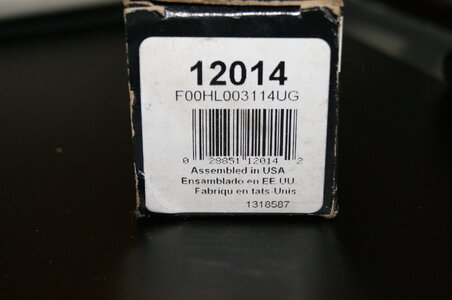 12014
F00HL003114UG
0 28851 12014 2
Assembled in USA
Ensamblado en EE.UU.
Fabriqu en tats-Unis
1318587